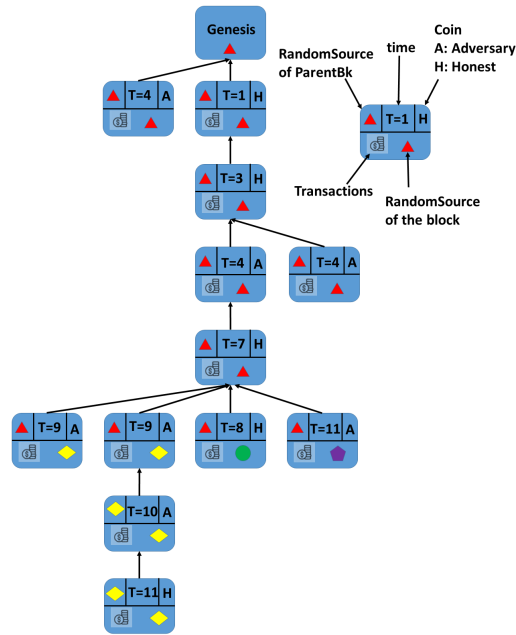 Genesis
T=4 A
T=1 H
T=3 H
T=4 A
T=4 A
T=7 H
T=9 A
T=9 A
T=8 H
T=11 A
T=10 A
T=11 H
RandomSource
of ParentBk
time
Coin
A: Adversary
H: Honest
T=1 H
Transactions
RandomSource
of the block